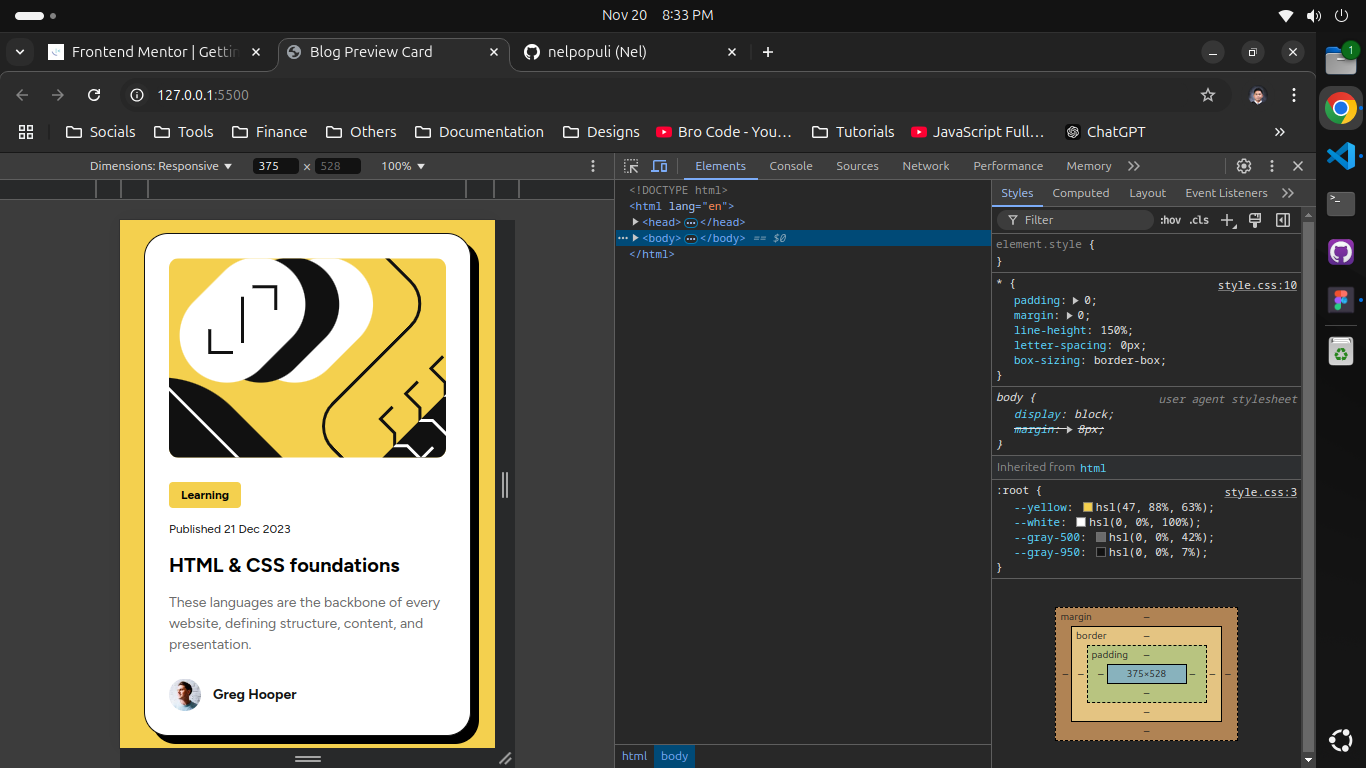 Nov 20 8:33 PM
Frontend Mentor | Gettin
Blog Preview Card
nelpopuli (Nel)
1
127.0.0.1:5500
Socials
Tools
Finance
Others
Documentation
Designs
Bro Code - You...
Tutorials
JavaScript Full...
ChatGPT
»
Dimensions: Responsive
375 × 528
100%
Elements
Console
Sources
Network
Performance
Memory
<!DOCTYPE html>
<html lang="en">
<head> … </head>
<body> … </body> == $0
</html>
html
body
Styles
Computed
Layout
Event Listeners
Filter
:hov .cls
element.style {
}
* { style.css:10
padding: 0;
margin: 0;
line-height: 150%;
letter-spacing: 0px;
box-sizing: border-box;
}
body { user agent stylesheet
display: block;
margin: 8px;
}
Inherited from html
:root { style.css:3
--yellow: hsl(47, 88%, 63%);
--white: hsl(0, 0%, 100%);
--gray-500: hsl(0, 0%, 42%);
--gray-950: hsl(0, 0%, 7%);
}
margin –
border –
padding –
– – – 375×528 – – –
–
–
–
Learning
Published 21 Dec 2023
HTML & CSS foundations
These languages are the backbone of every
website, defining structure, content, and
presentation.
Greg Hooper